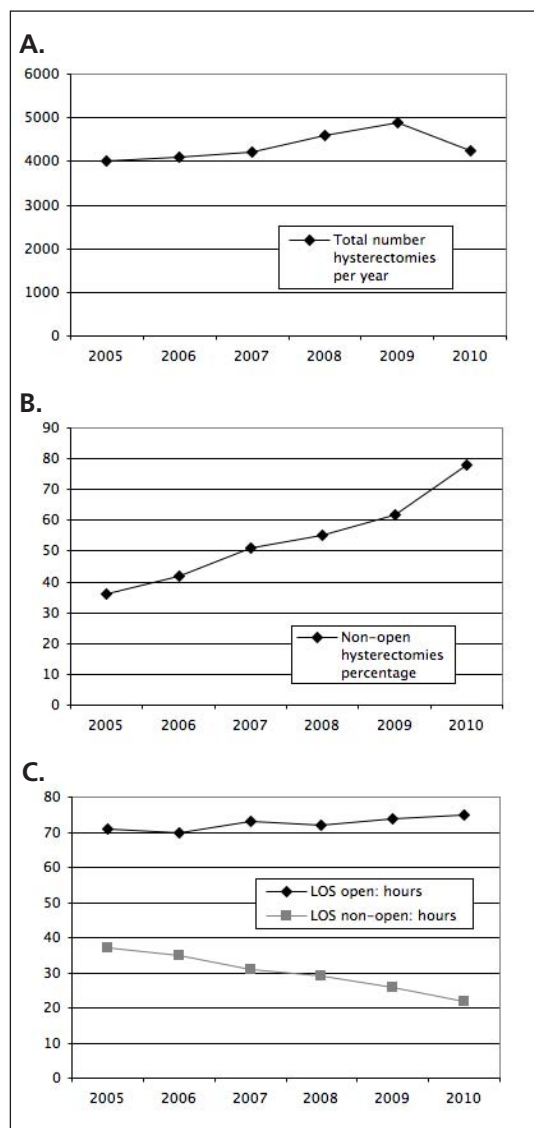 A.
6000
5000
4000
3000
2000
1000
0
Total number
hysterectomies
per year
2005 2006 2007 2008 2009 2010
B.
90
80
70
60
50
40
30
20
10
0
Non-open
hysterectomies
percentage
2005 2006 2007 2008 2009 2010
C.
80
70
60
50
40
30
20
10
0
LOS open: hours
LOS non-open: hours
2005 2006 2007 2008 2009 2010